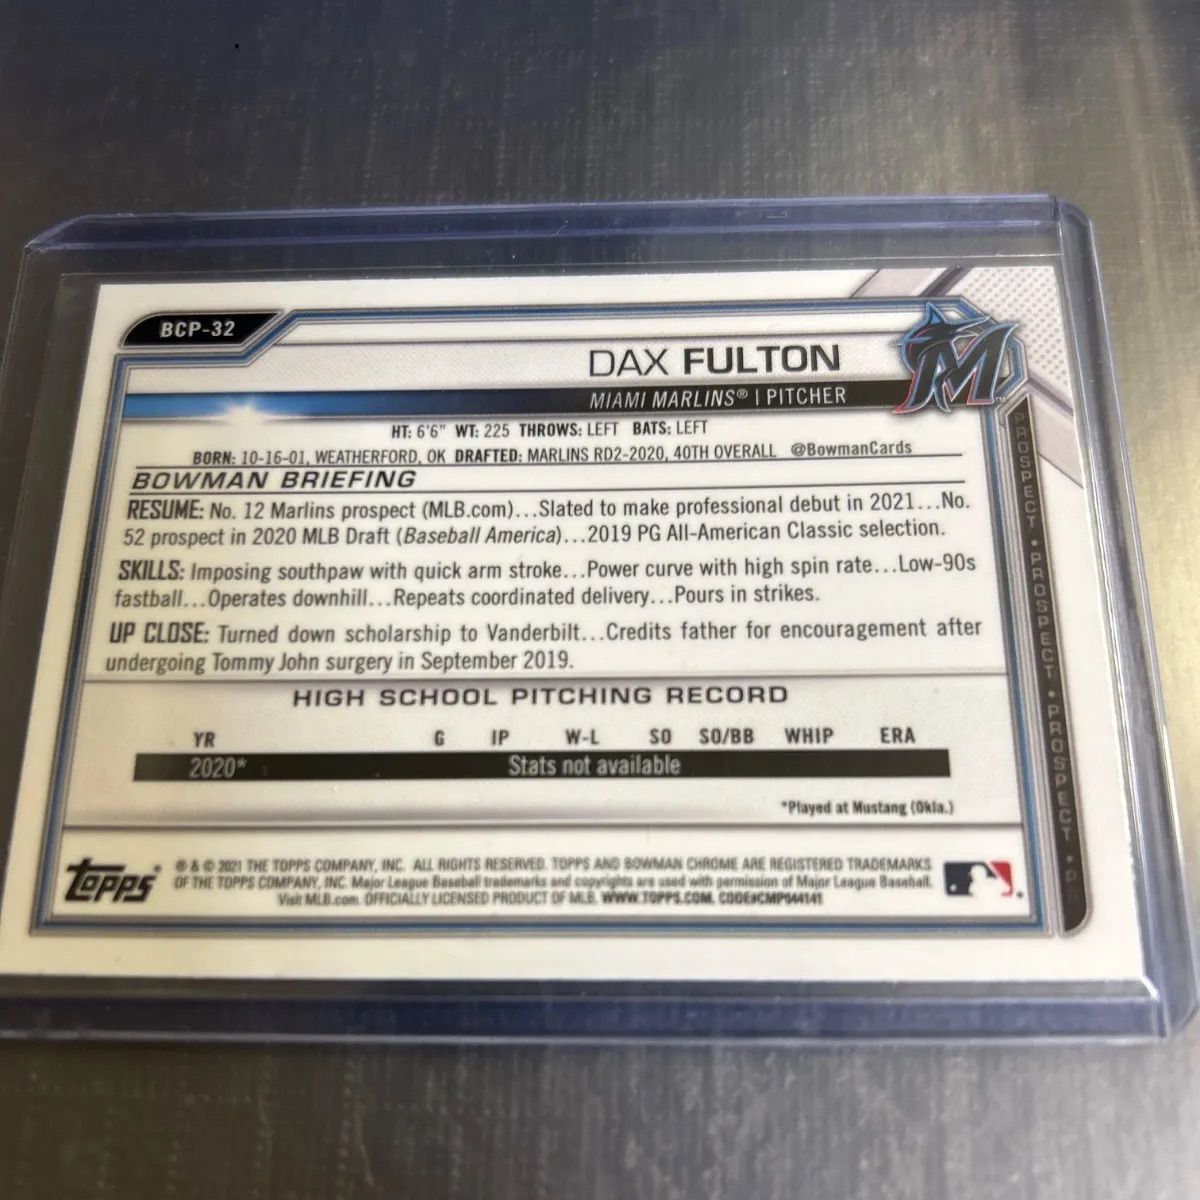 BCP-32
DAX FULTON
MIAMI MARLINS® | PITCHER
HT: 6'6" WT: 225 THROWS: LEFT BATS: LEFT
BORN: 10-16-01, WEATHERFORD, OK DRAFTED: MARLINS RD2-2020, 40TH OVERALL @BowmanCards
BOWMAN BRIEFING
RESUME: No. 12 Marlins prospect (MLB.com)...Slated to make professional debut in 2021...No.
52 prospect in 2020 MLB Draft (Baseball America)...2019 PG All-American Classic selection.
SKILLS: Imposing southpaw with quick arm stroke...Power curve with high spin rate...Low-90s
fastball...Operates downhill...Repeats coordinated delivery...Pours in strikes.
UP CLOSE: Turned down scholarship to Vanderbilt...Credits father for encouragement after
undergoing Tommy John surgery in September 2019.
HIGH SCHOOL PITCHING RECORD
YR G IP W-L SO SO/BB WHIP ERA
2020* Stats not available
*Played at Mustang (Okla.)
PROSPECT • PROSPECT • PROSPECT • PR
topps®
® & © 2021 THE TOPPS COMPANY, INC. ALL RIGHTS RESERVED. TOPPS AND BOWMAN CHROME ARE REGISTERED TRADEMARKS
OF THE TOPPS COMPANY, INC. Major League Baseball trademarks and copyrights are used with permission of Major League Baseball.
Visit MLB.com. OFFICIALLY LICENSED PRODUCT OF MLB. WWW.TOPPS.COM. CODE#CMP044141